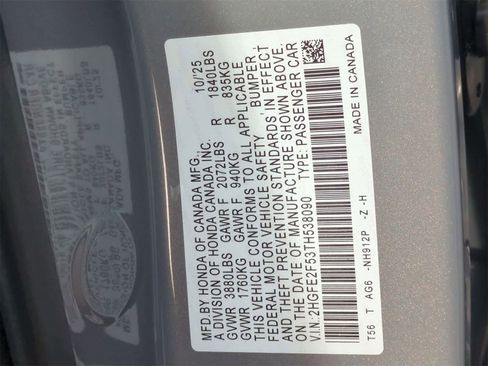 MFD.BY HONDA OF CANADA MFG. 10/25
A DIVISION OF HONDA CANADA INC.
GVWR 3880LBS GAWR F 2072LBS R 1840LBS
GVWR 1760KG GAWR F 940KG R 835KG
THIS VEHICLE CONFORMS TO ALL APPLICABLE
FEDERAL MOTOR VEHICLE SAFETY BUMPER,
AND THEFT PREVENTION STANDARDS IN EFFECT
ON THE DATE OF MANUFACTURE SHOWN ABOVE.
V.I.N.: 2HGFE2F53TH538090 TYPE: PASSENGER CAR
T56 T AG6 -NH912P -Z -H MADE IN CANADA